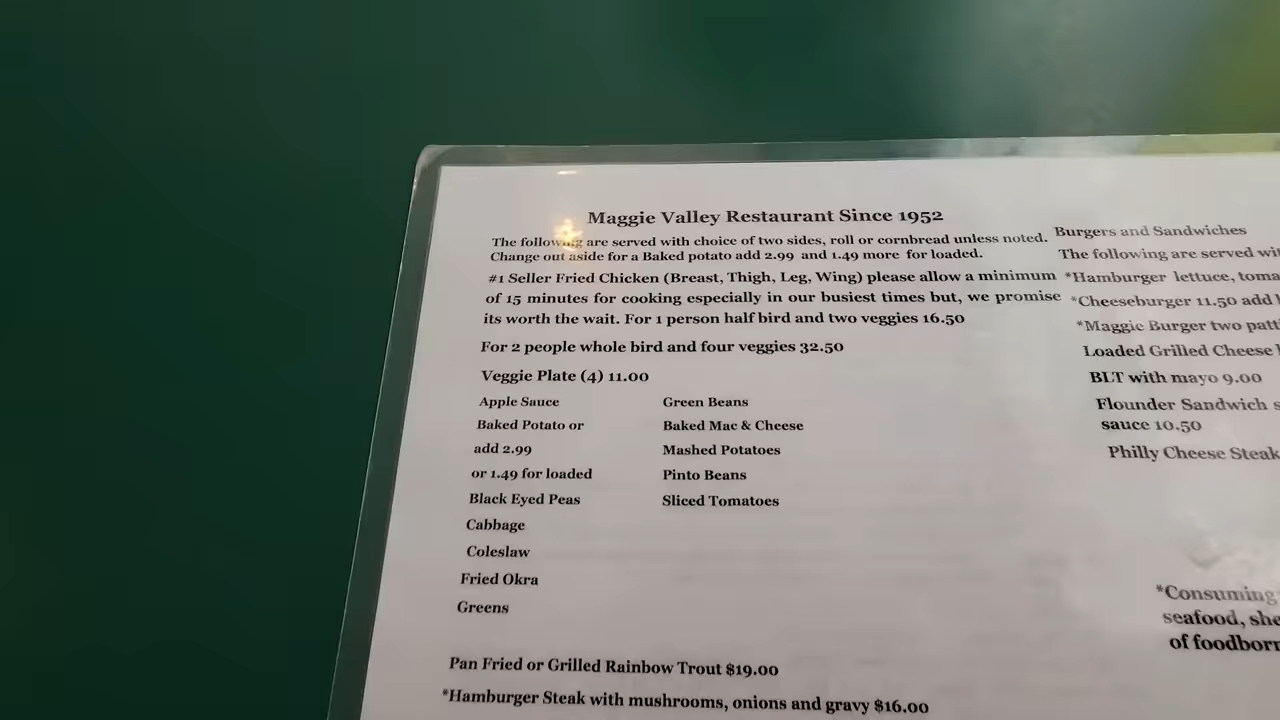 Maggie Valley Restaurant Since 1952
The following are served with choice of two sides, roll or cornbread unless noted.
Change out aside for a Baked potato add 2.99 and 1.49 more for loaded.
#1 Seller Fried Chicken (Breast, Thigh, Leg, Wing) please allow a minimum
of 15 minutes for cooking especially in our busiest times but, we promise
its worth the wait. For 1 person half bird and two veggies 16.50
For 2 people whole bird and four veggies 32.50
Veggie Plate (4) 11.00
Apple Sauce
Baked Potato or
add 2.99
or 1.49 for loaded
Black Eyed Peas
Cabbage
Coleslaw
Fried Okra
Greens
Green Beans
Baked Mac & Cheese
Mashed Potatoes
Pinto Beans
Sliced Tomatoes
Pan Fried or Grilled Rainbow Trout $19.00
*Hamburger Steak with mushrooms, onions and gravy $16.00
Burgers and Sandwiches
The following are served
*Hamburger lettuce,
*Cheeseburger 11.50 add
*Maggie Burger two
Loaded Grilled Cheese
BLT with mayo 9.00
Flounder Sandwich
sauce 10.50
Philly Cheese Steak
*Consuming
seafood,
of